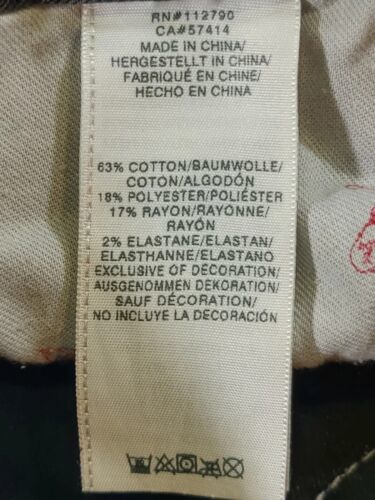 RN#112790
CA#57414
MADE IN CHINA/
HERGESTELLT IN CHINA/
FABRIQUÉ EN CHINE/
HECHO EN CHINA
63% COTTON/BAUMWOLLE/
COTON/ALGODÓN
18% POLYESTER/POLIÉSTER
17% RAYON/RAYONNE/
RAYÓN
2% ELASTANE/ELASTAN/
ELASTHANNE/ELASTANO
EXCLUSIVE OF DECORATION/
AUSGENOMMEN DEKORATION/
SAUF DÉCORATION/
NO INCLUYE LA DECORACIÓN